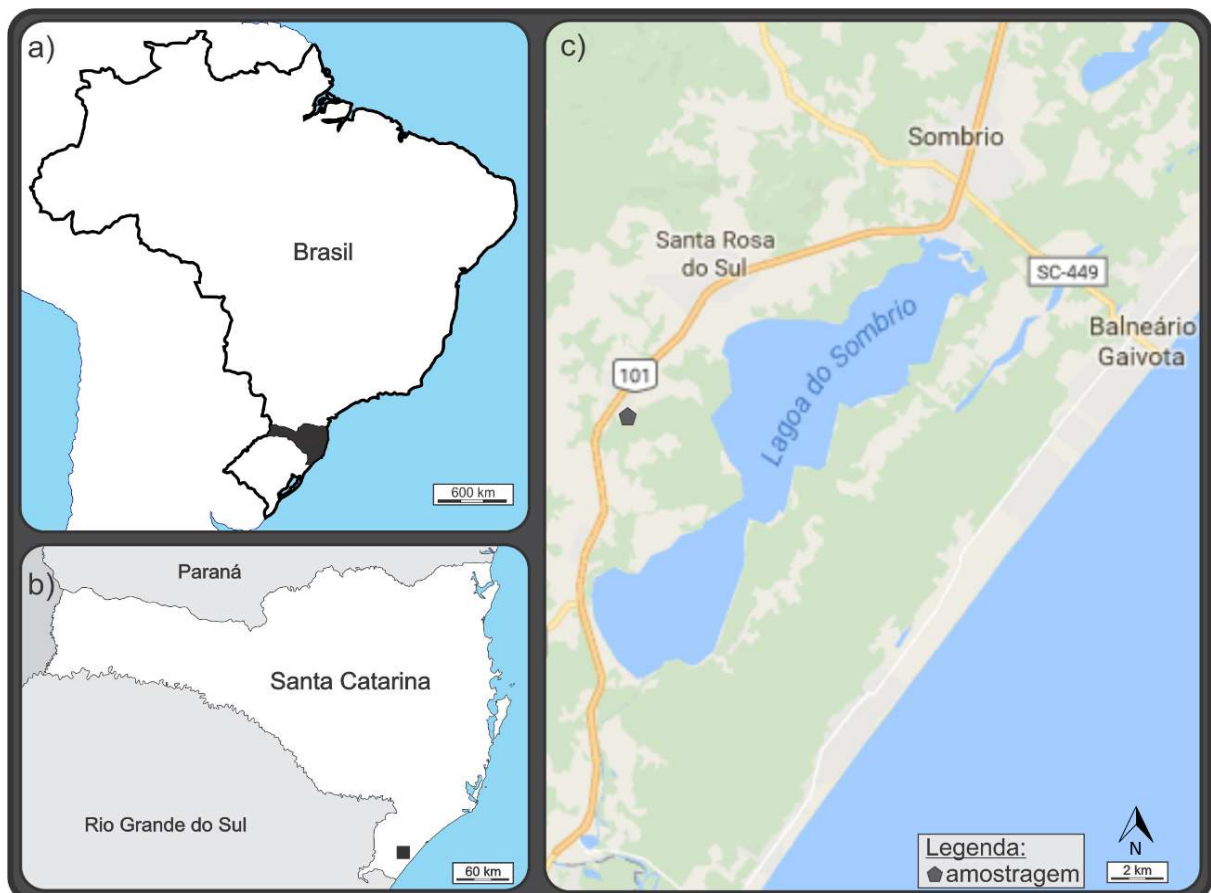 a)
Brasil
600 km
b)
Paraná
Santa Catarina
Rio Grande do Sul
60 km
c)
Sombrio
Santa Rosa
do Sul
SC-449
Balneário
Gaivota
101
Lagoa do Sombrio
Legenda:
amostragem
N
2 km